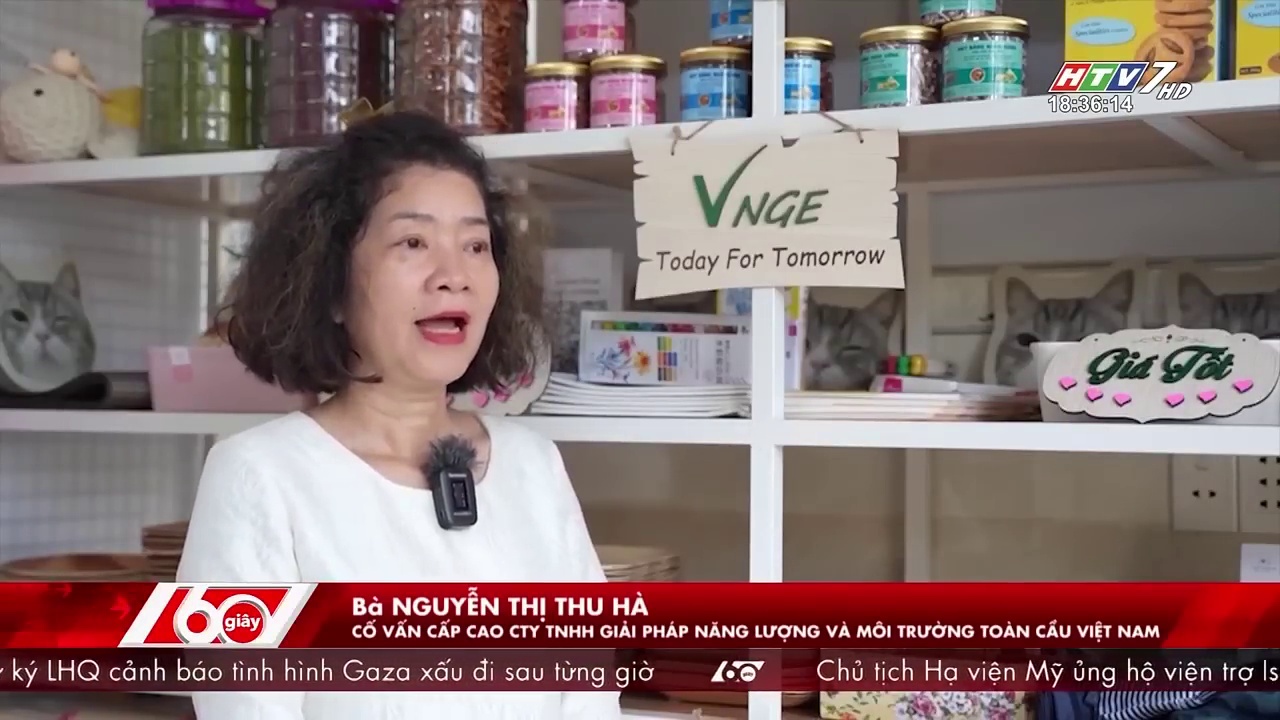 HTV7 HD
18:36:14
VNGE
Today For Tomorrow
Giá Tốt
60 giây
Bà NGUYỄN THỊ THU HÀ
CỐ VẤN CẤP CAO CTY TNHH GIẢI PHÁP NĂNG LƯỢNG VÀ MÔI TRƯỜNG TOÀN CẦU VIỆT NAM
ký LHQ cảnh báo tình hình Gaza xấu đi sau từng giờ 60 giây Chủ tịch Hạ viện Mỹ ủng hộ viện trợ Is